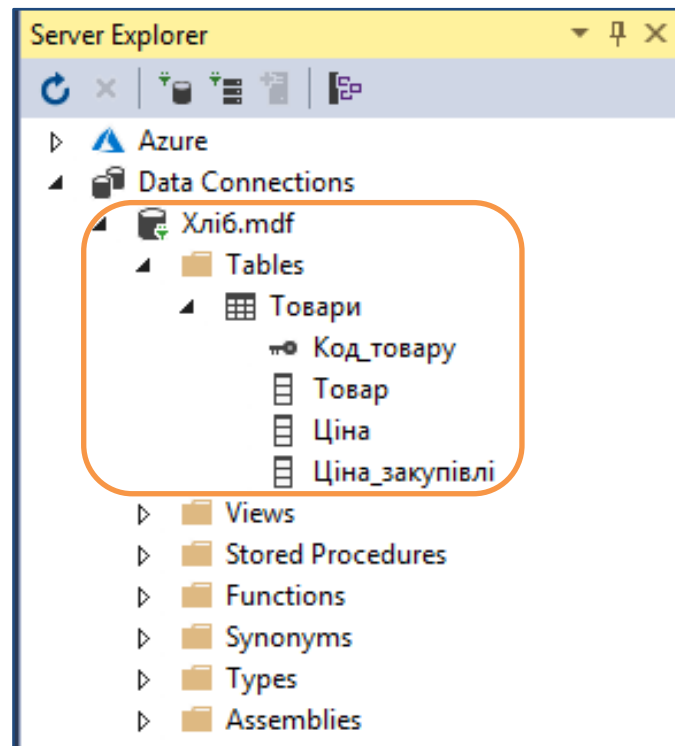 Server Explorer
Azure
Data Connections
Хліб.mdf
Tables
Товари
Код_товару
Товар
Ціна
Ціна_закупівлі
Views
Stored Procedures
Functions
Synonyms
Types
Assemblies